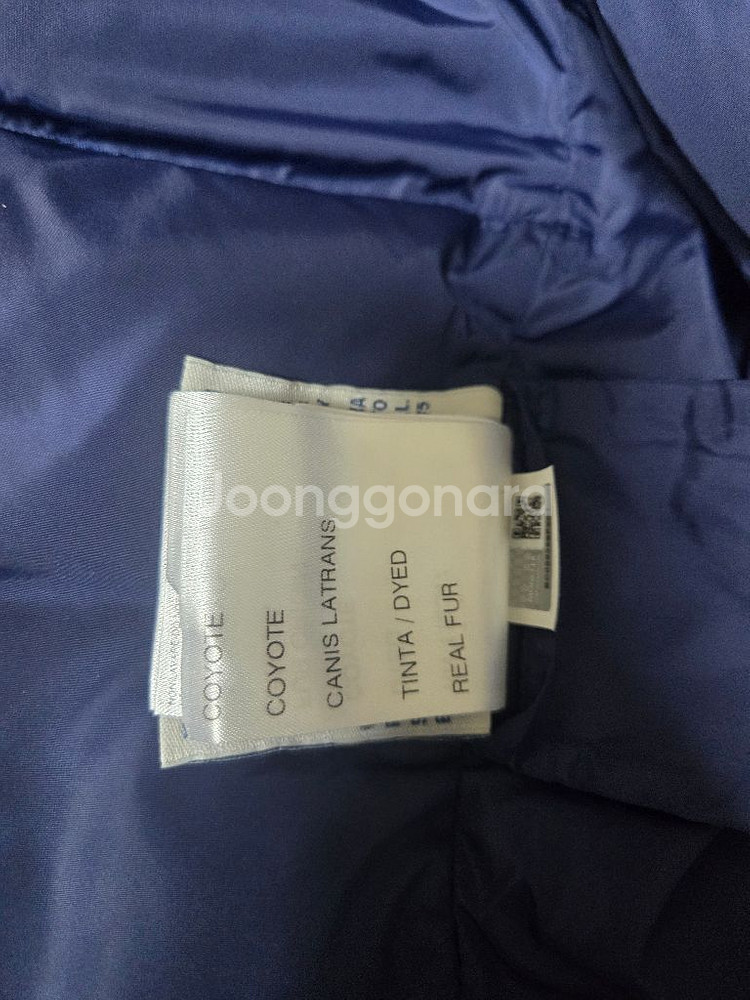 Joonggonara
COYOTE
COYOTE
CANIS LATRANS
TINTA / DYED
REAL FUR